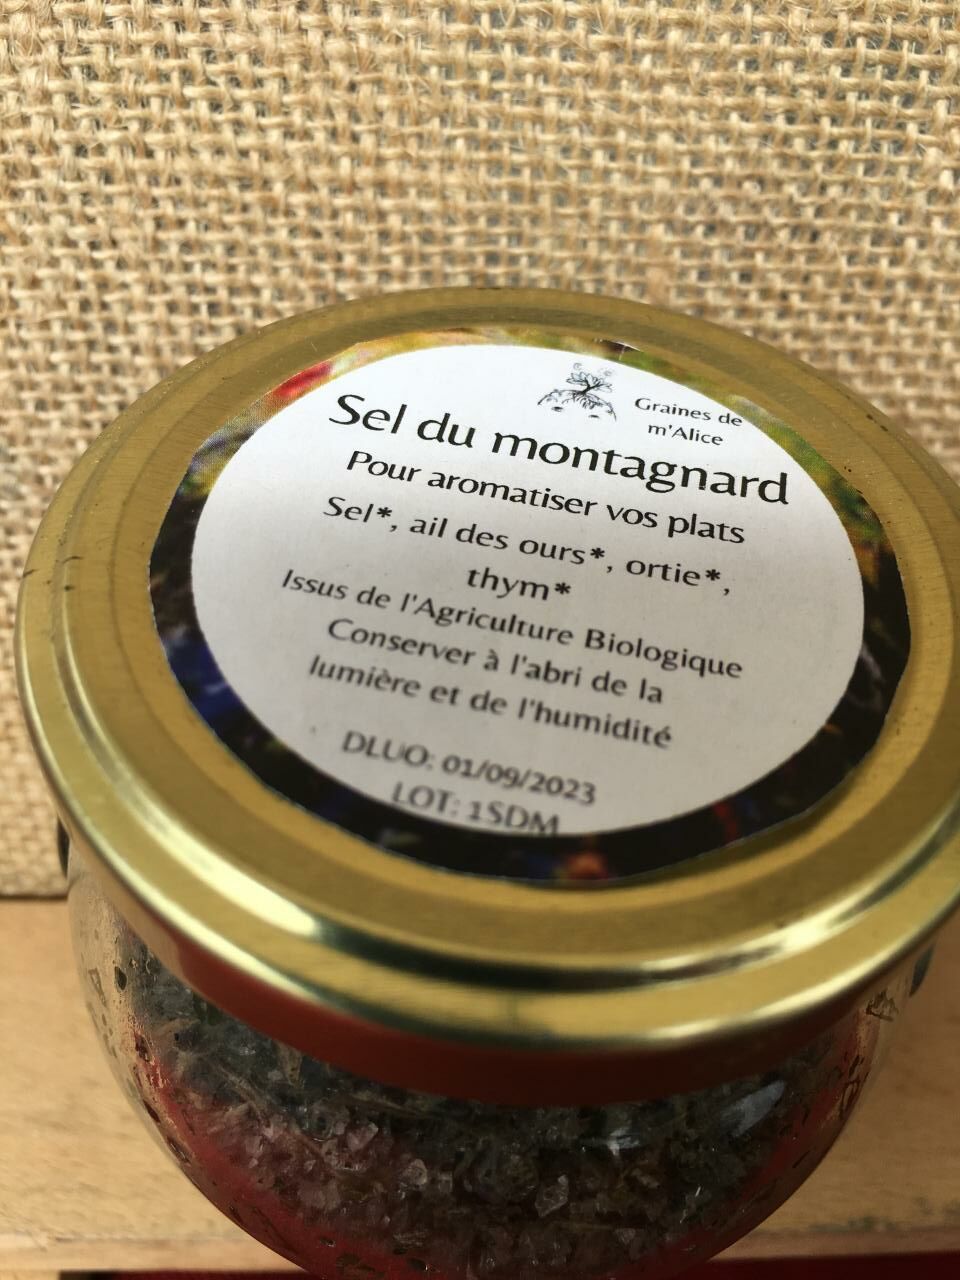 Graines de
m'Alice
Sel du montagnard
Pour aromatiser vos plats
Sel*, ail des ours*, ortie*,
thym*
Issus de l'Agriculture Biologique
Conserver à l'abri de la
lumière et de l'humidité
DLUO: 01/09/2023
LOT: 1SDM